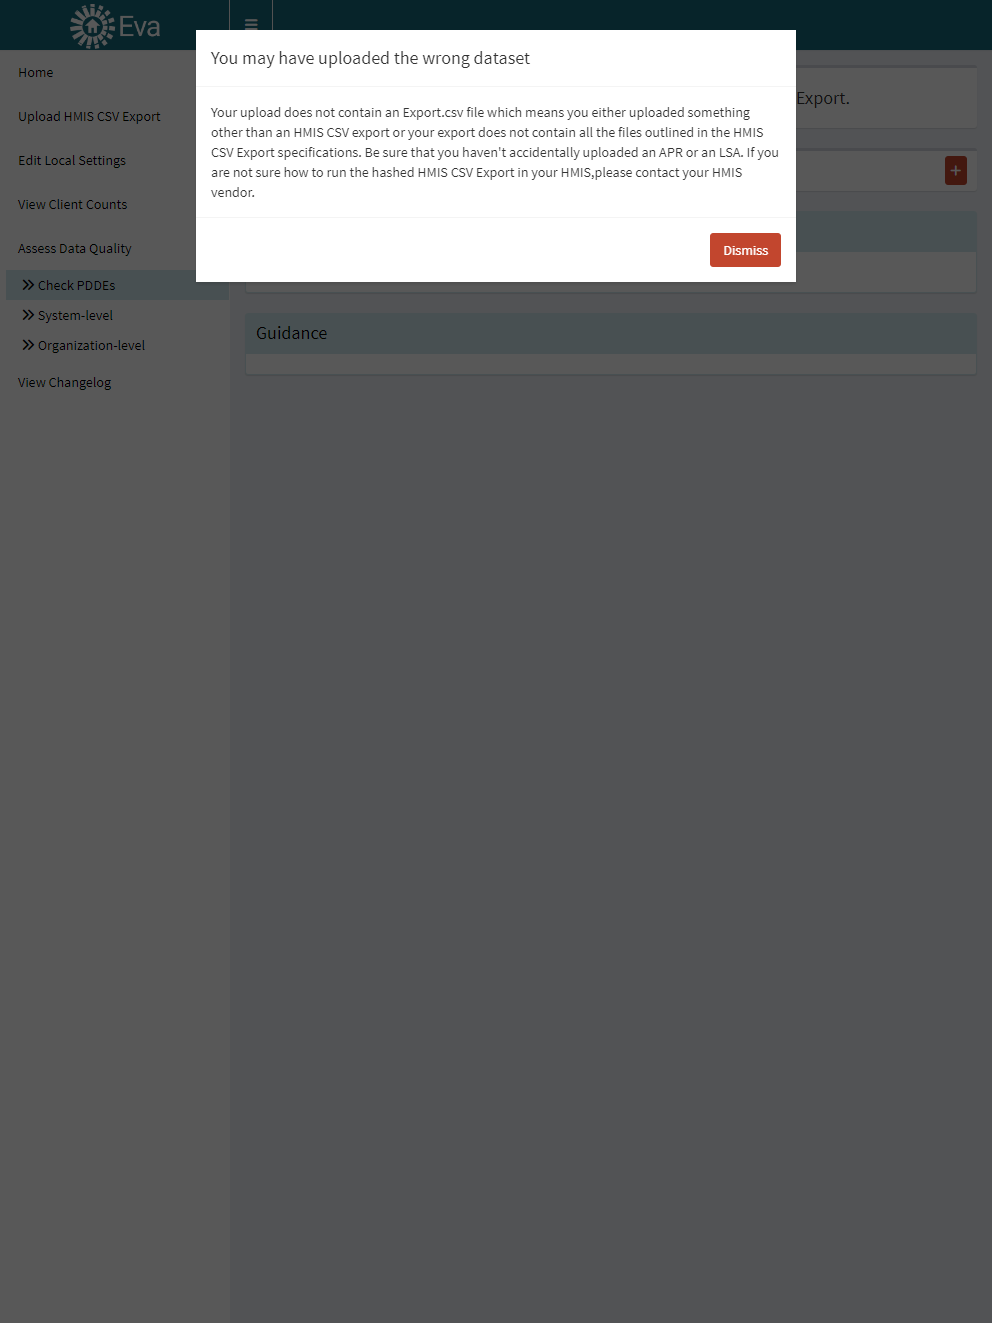 Eva
You may have uploaded the wrong dataset
Home
Export.
Your upload does not contain an Export.csv file which means you either uploaded something
Upload HMIS CSV Export
other than an HMIS CSV export or your export does not contain all the files outlined in the HMIS
CSV Export specifications. Be sure that you haven't accidentally uploaded an APR or an LSA. If you
Edit Local Settings
are not sure how to run the hashed HMIS CSV Export in your HMIS,please contact your HMIS
vendor.
View Client Counts
Assess Data Quality
Dismiss
Check PDDEs
System-level
Organization-level
Guidance
View Changelog